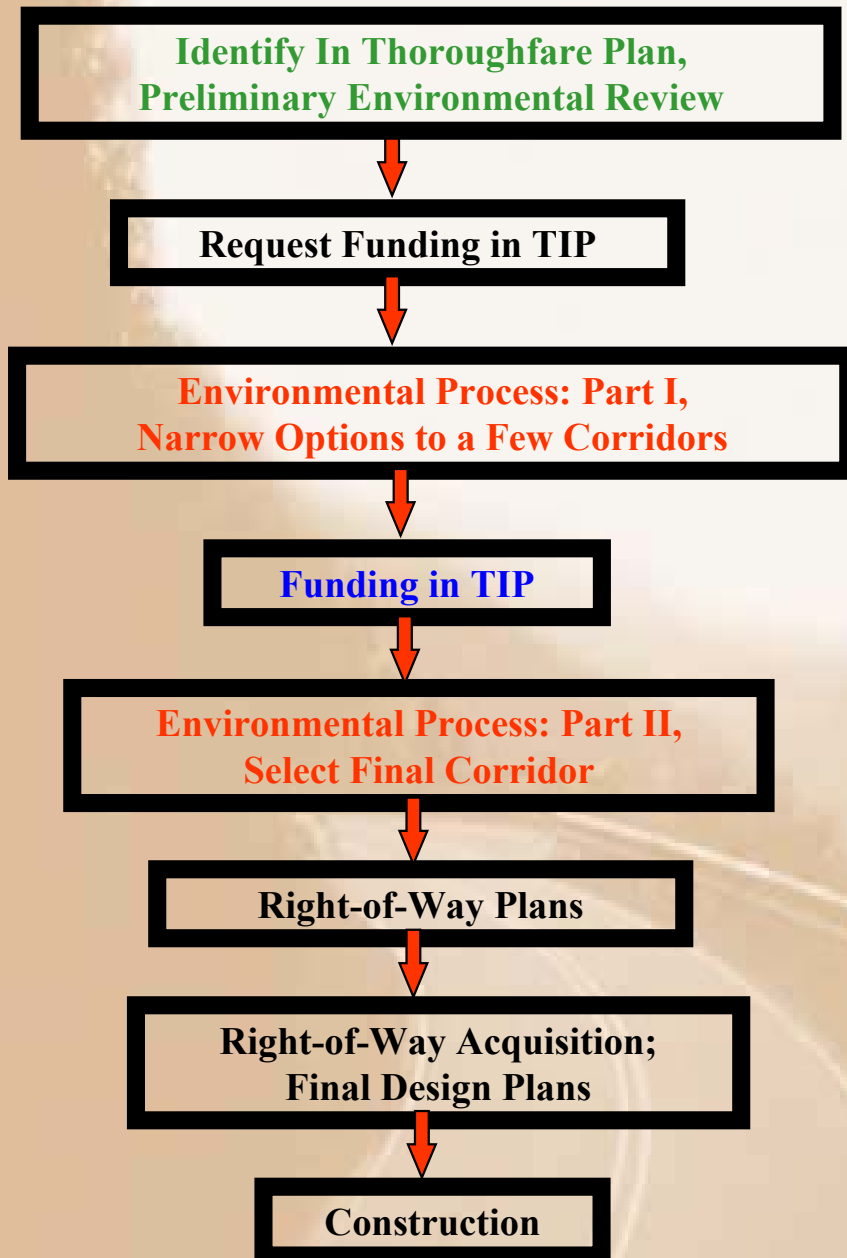 Identify In Thoroughfare Plan,
Preliminary Environmental Review
Request Funding in TIP
Environmental Process: Part I,
Narrow Options to a Few Corridors
Funding in TIP
Environmental Process: Part II,
Select Final Corridor
Right-of-Way Plans
Right-of-Way Acquisition;
Final Design Plans
Construction